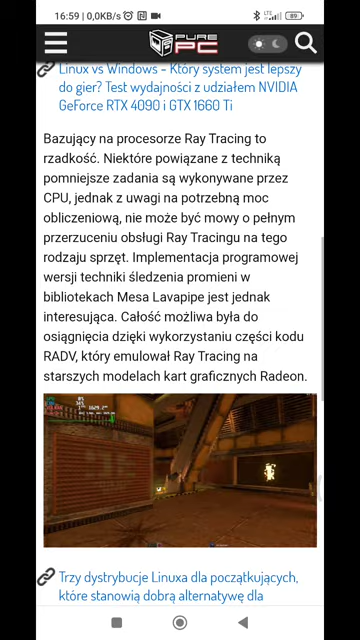 16:59 | 0,0KB/s
89
PURE
PC
Linux vs Windows - Który system jest lepszy
do gier? Test wydajności z udziałem NVIDIA
GeForce RTX 4090 i GTX 1660 Ti
Bazujący na procesorze Ray Tracing to
rzadkość. Niektóre powiązane z techniką
pomniejsze zadania są wykonywane przez
CPU, jednak z uwagi na potrzebną moc
obliczeniową, nie może być mowy o pełnym
przerzuceniu obsługi Ray Tracingu na tego
rodzaju sprzęt. Implementacja programowej
wersji techniki śledzenia promieni w
bibliotekach Mesa Lavapipe jest jednak
interesująca. Całość możliwa była do
osiągnięcia dzięki wykorzystaniu części kodu
RADV, który emulował Ray Tracing na
starszych modelach kart graficznych Radeon.
Trzy dystrybucje Linuxa dla początkujących,
które stanowią dobrą alternatywę dla